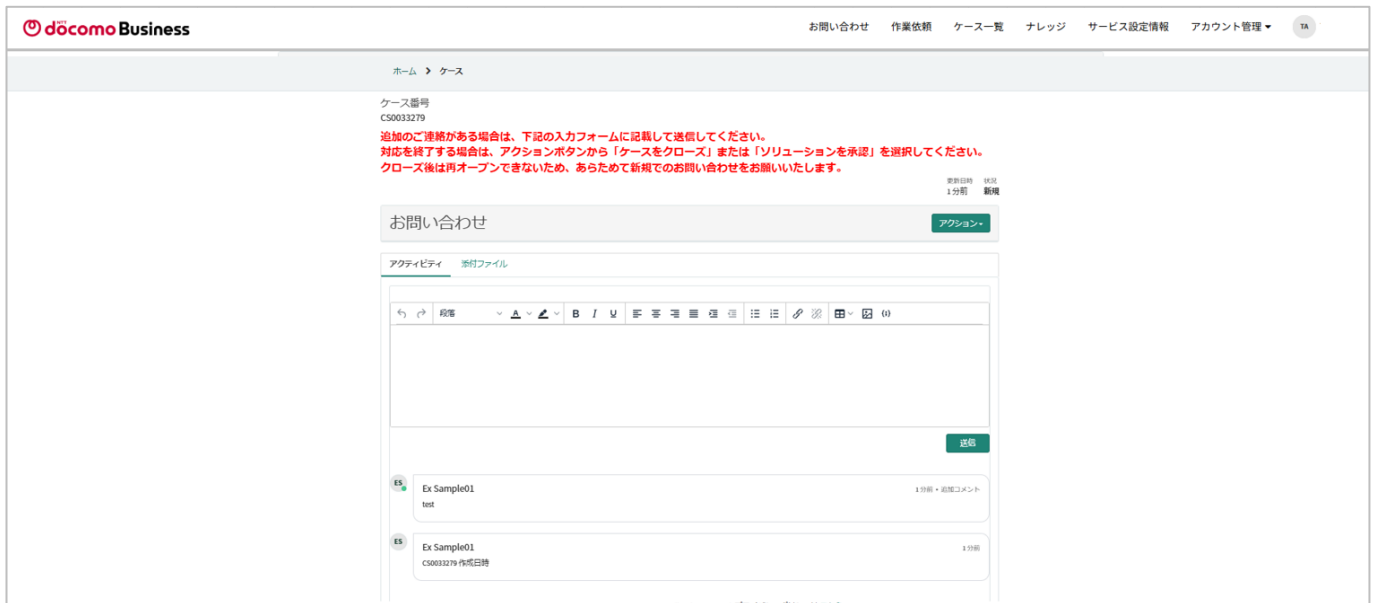 NTT docomo Business
お問い合わせ 作業依頼 ケース一覧 ナレッジ サービス設定情報 アカウント管理 TA
ホーム ケース
ケース番号
CS0033279
追加のご連絡がある場合は、下記の入力フォームに記載して送信してください。
対応を終了する場合は、アクションボタンから「ケースをクローズ」または「ソリューションを承認」を選択してください。
クローズ後は再オープンできないため、あらためて新規でのお問い合わせをお願いいたします。
更新日時 状況
1分前 新規
お問い合わせ アクション
アクティビティ 添付ファイル
段落 A B I U
送信
ES Ex Sample01 1分前 • 追加コメント
test
ES Ex Sample01 1分前
CS0033279 作成日時